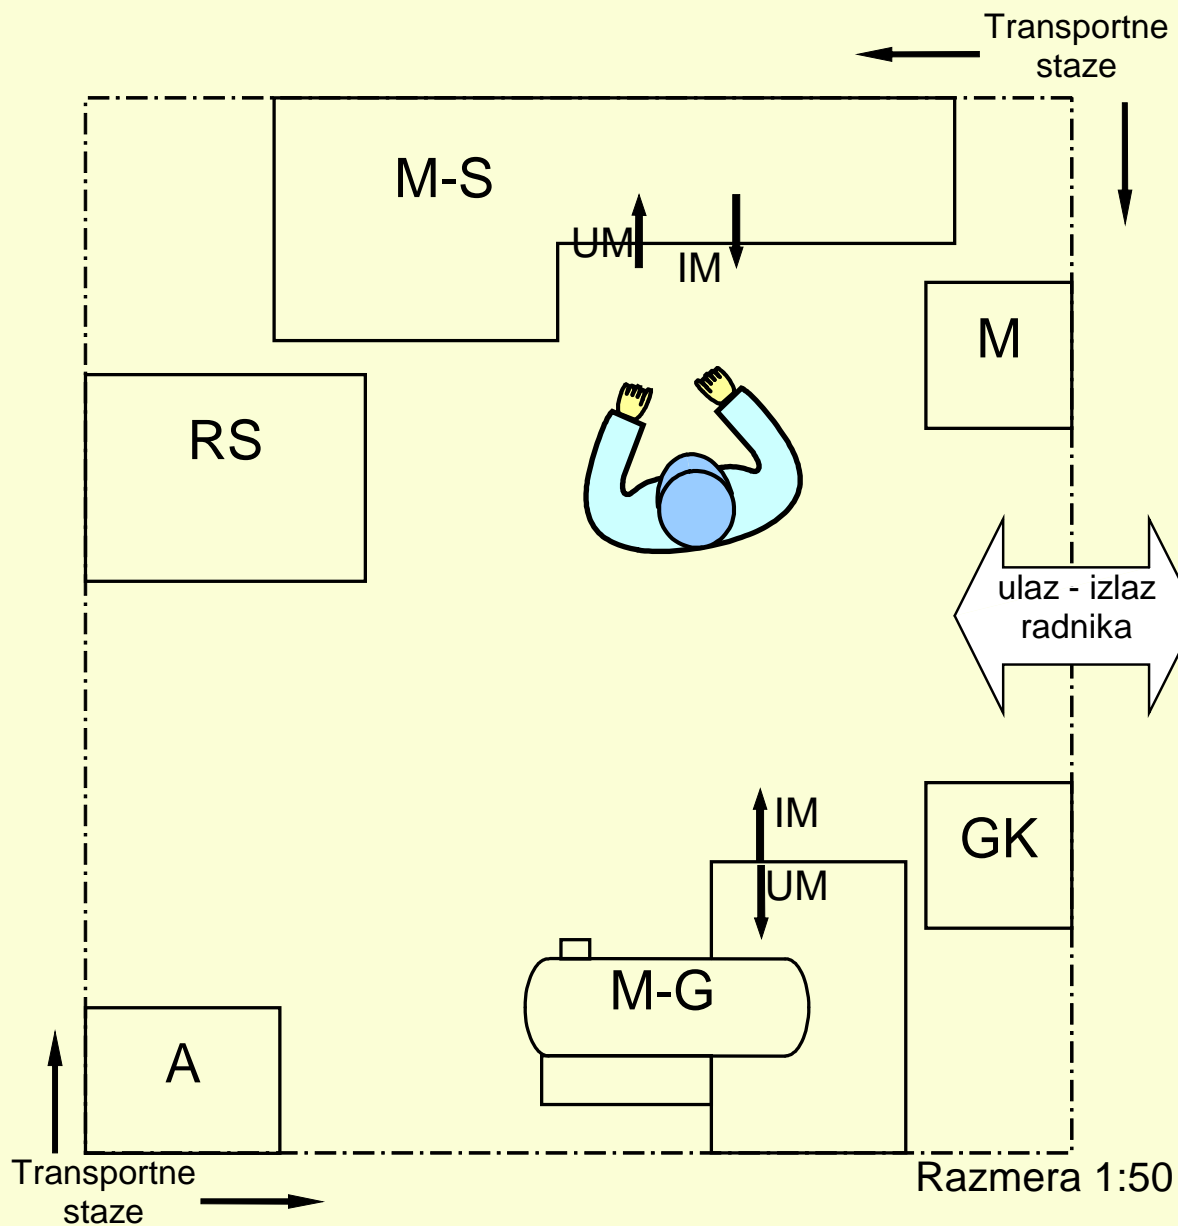 Transportne
staze
M-S
UM
IM
M
RS
ulaz - izlaz
radnika
IM
GK
UM
M-G
A
Transportne
staze
Razmera 1:50